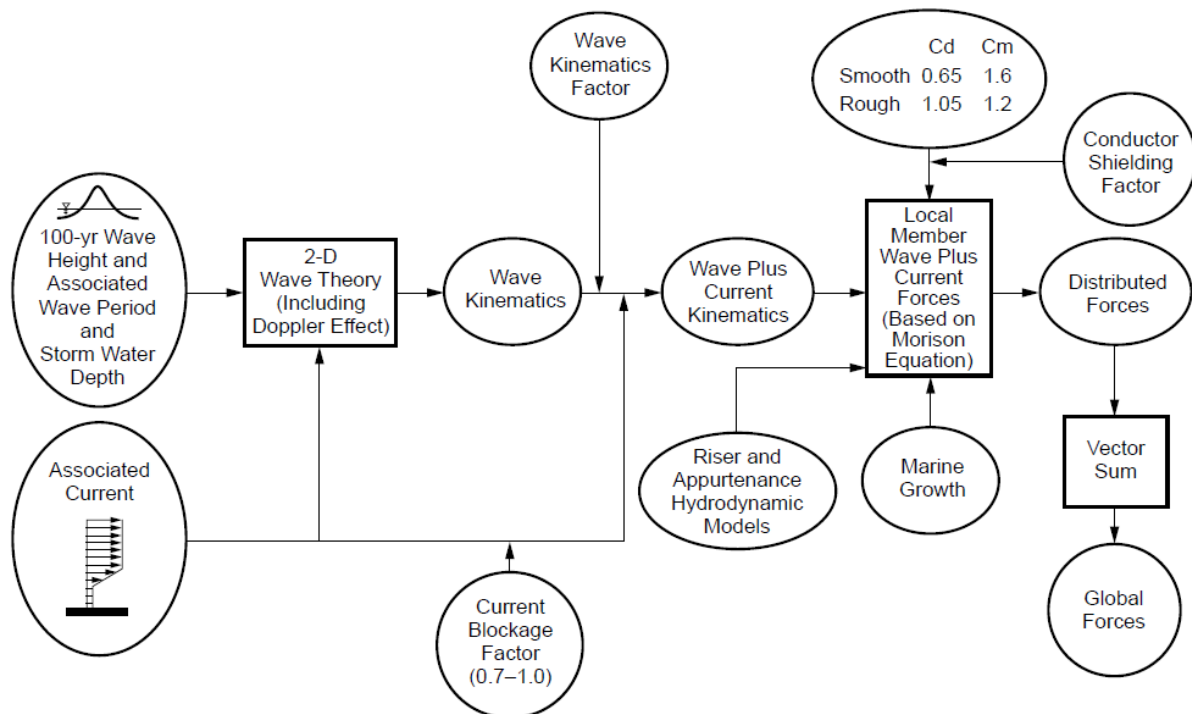 Wave
Kinematics
Factor
Cd Cm
Smooth 0.65 1.6
Rough 1.05 1.2
Conductor
Shielding
Factor
100-yr Wave
Height and
Associated
Wave Period
and
Storm Water
Depth
2-D
Wave Theory
(Including
Doppler Effect)
Wave
Kinematics
Wave Plus
Current
Kinematics
Local
Member
Wave Plus
Current
Forces
(Based on
Morison
Equation)
Distributed
Forces
Associated
Current
Current
Blockage
Factor
(0.7–1.0)
Riser and
Appurtenance
Hydrodynamic
Models
Marine
Growth
Vector
Sum
Global
Forces